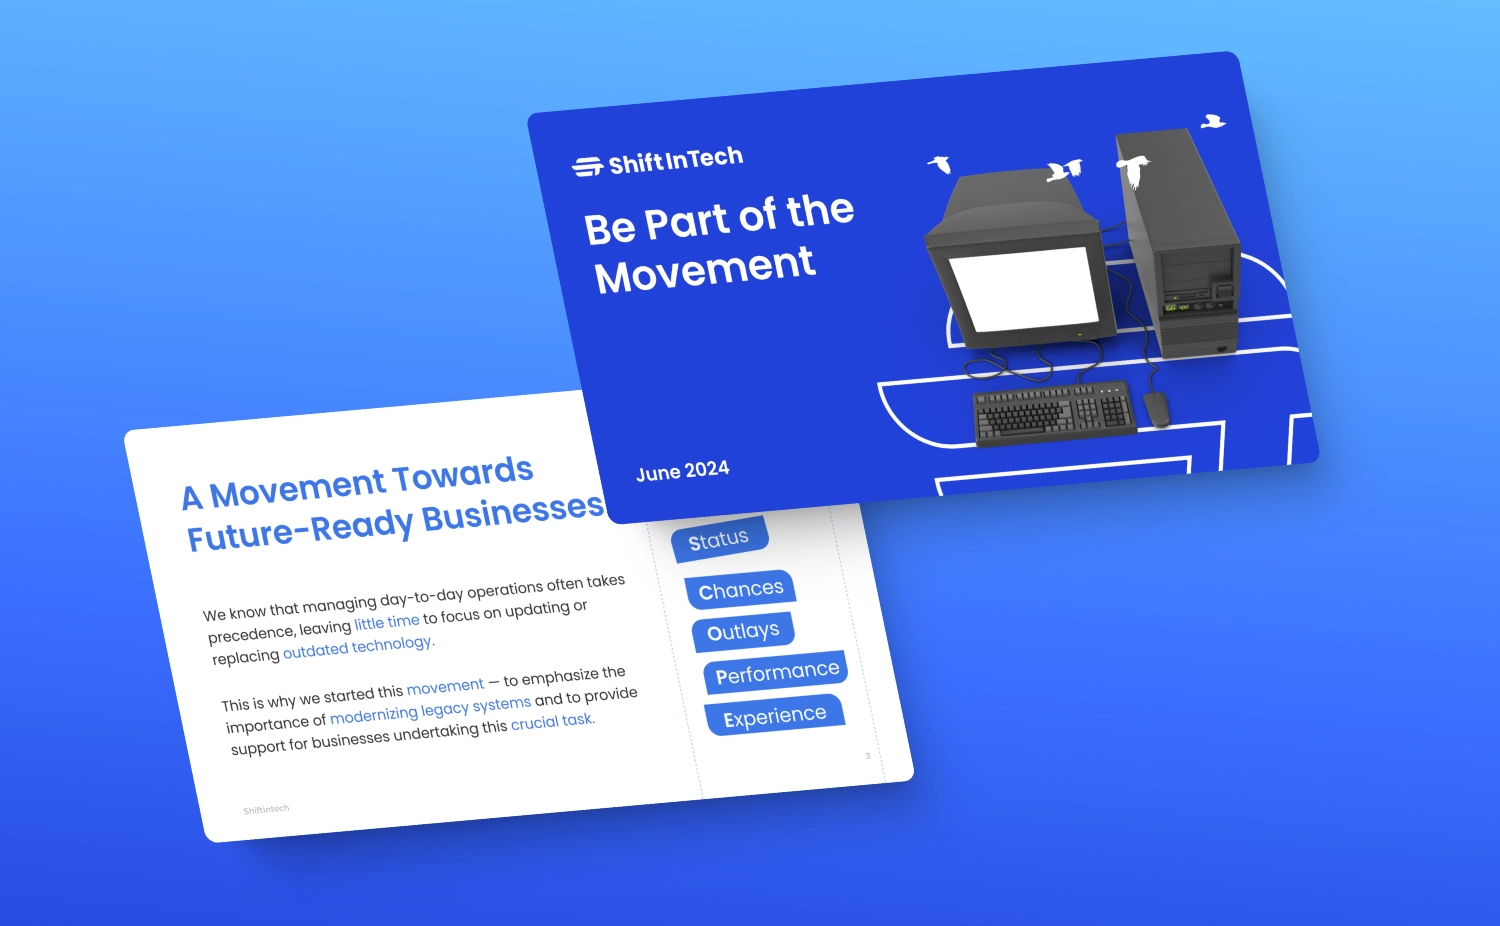 Shift InTech
Be Part of the
Movement
June 2024
A Movement Towards
Future-Ready Businesses
We know that managing day-to-day operations often takes
precedence, leaving little time to focus on updating or
replacing outdated technology.
This is why we started this movement — to emphasize the
importance of modernizing legacy systems and to provide
support for businesses undertaking this crucial task.
Status
Chances
Outlays
Performance
Experience
3
Shiftintech